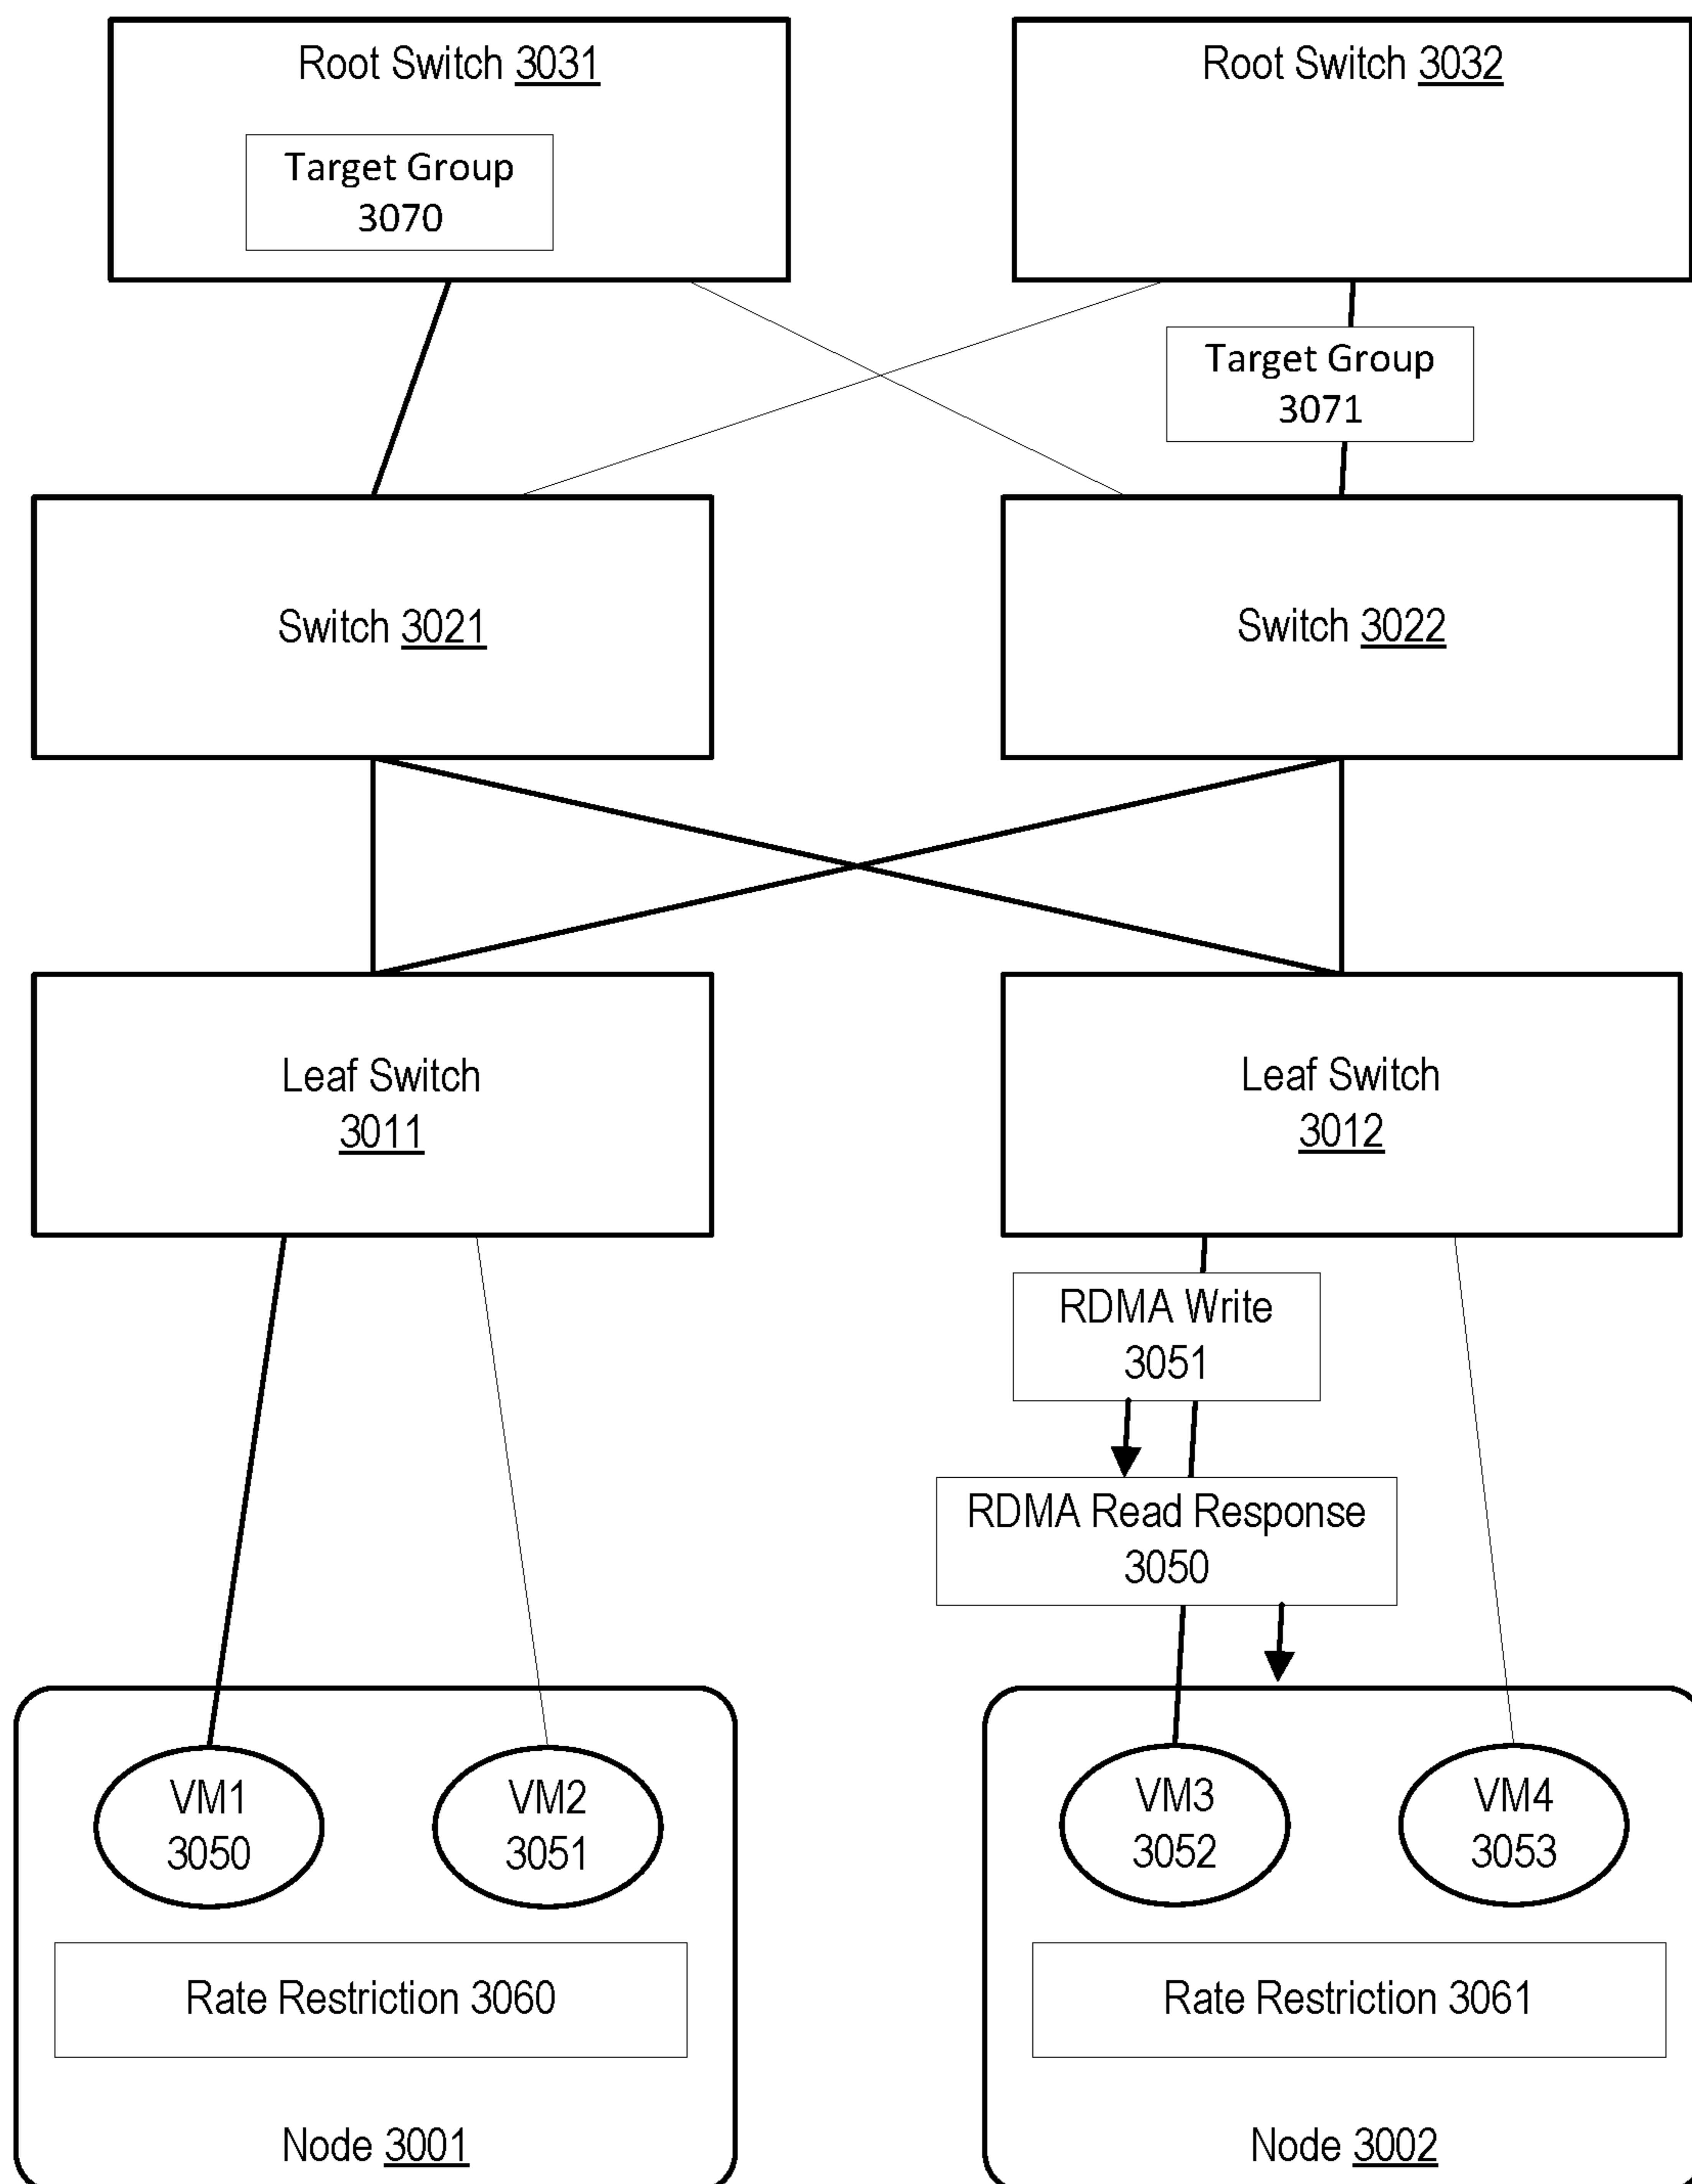 Root Switch 3031
Root Switch 3032
Target Group
3070
Target Group
3071
Switch 3021
Switch 3022
Leaf Switch
3011
Leaf Switch
3012
RDMA Write
3051
RDMA Read Response
3050
VM1
3050
VM2
3051
VM3
3052
VM4
3053
Rate Restriction 3060
Rate Restriction 3061
Node 3001
Node 3002